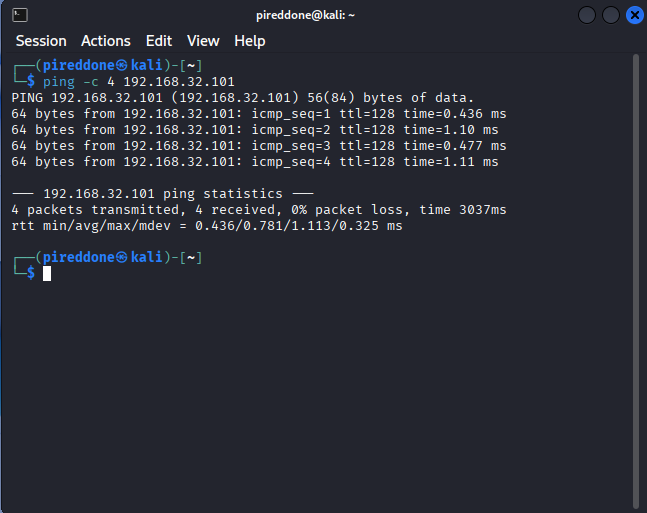 pireddone@kali: ~
Session Actions Edit View Help
┌──(pireddone㉿kali)-[~]
└─$ ping -c 4 192.168.32.101
PING 192.168.32.101 (192.168.32.101) 56(84) bytes of data.
64 bytes from 192.168.32.101: icmp_seq=1 ttl=128 time=0.436 ms
64 bytes from 192.168.32.101: icmp_seq=2 ttl=128 time=1.10 ms
64 bytes from 192.168.32.101: icmp_seq=3 ttl=128 time=0.477 ms
64 bytes from 192.168.32.101: icmp_seq=4 ttl=128 time=1.11 ms

--- 192.168.32.101 ping statistics ---
4 packets transmitted, 4 received, 0% packet loss, time 3037ms
rtt min/avg/max/mdev = 0.436/0.781/1.113/0.325 ms

┌──(pireddone㉿kali)-[~]
└─$